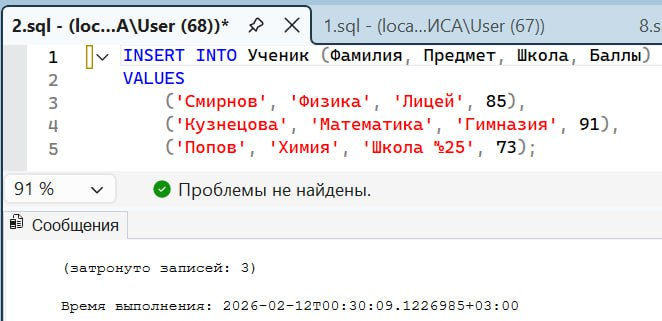 2.sql - (loc...A\User (68))* 1.sql - (loca...ИСА\User (67)) 8.s
1 INSERT INTO Ученик (Фамилия, Предмет, Школа, Баллы)
2 VALUES
3 ('Смирнов', 'Физика', 'Лицей', 85),
4 ('Кузнецова', 'Математика', 'Гимназия', 91),
5 ('Попов', 'Химия', 'Школа №25', 73);
91 % Проблемы не найдены.
Сообщения
(затронуто записей: 3)
Время выполнения: 2026-02-12T00:30:09.1226985+03:00